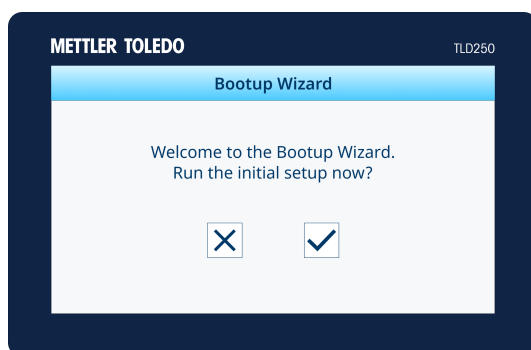 METTLER TOLEDO
TLD250
Bootup Wizard
Welcome to the Bootup Wizard.
Run the initial setup now?